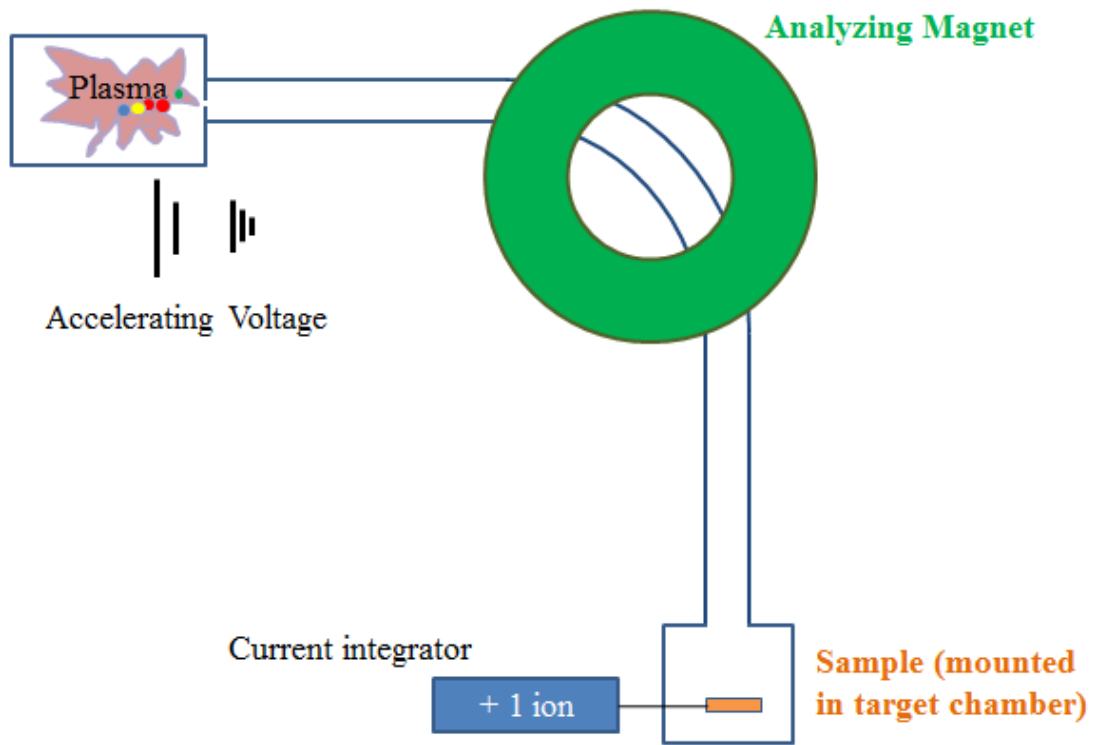 Analyzing Magnet
Plasma
Accelerating Voltage
Current integrator
+ 1 ion
Sample (mounted
in target chamber)